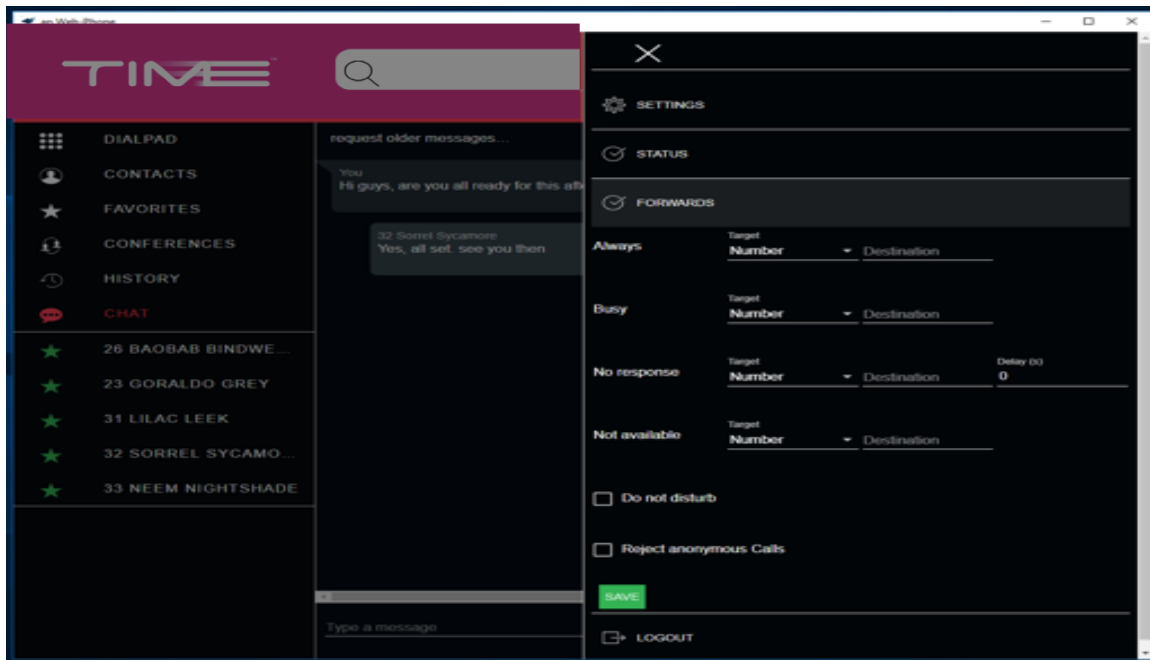 an Web-Phone
TIME
DIALPAD
CONTACTS
FAVORITES
CONFERENCES
HISTORY
CHAT
26 BAOBAB BINDWE...
23 GORALDO GREY
31 LILAC LEEK
32 SORREL SYCAMO...
33 NEEM NIGHTSHADE
request older messages...
You
Hi guys, are you all ready for this aft
32 Sorrel Sycamore
Yes, all set. see you then
Type a message
SETTINGS
STATUS
FORWARDS
Always
Target
Number
Destination
Busy
Target
Number
Destination
No response
Target
Number
Destination
Delay (s)
0
Not available
Target
Number
Destination
Do not disturb
Reject anonymous Calls
SAVE
LOGOUT